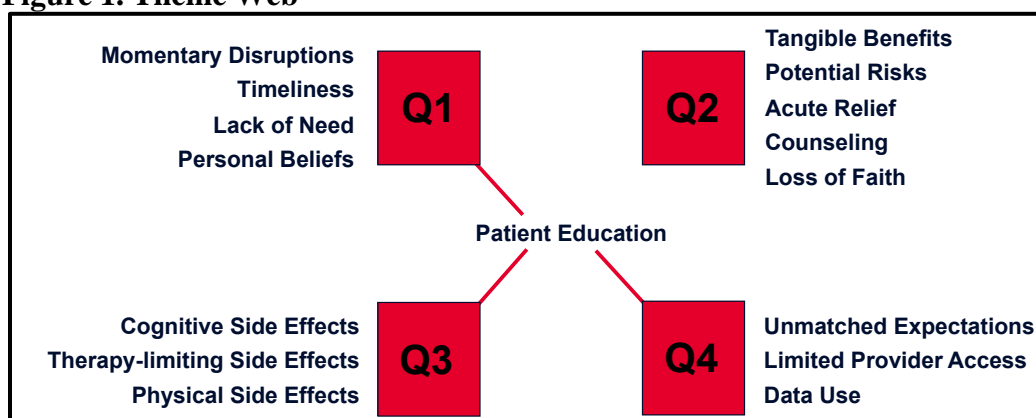 Figure 1. Theme Web
Momentary Disruptions
Timeliness
Lack of Need
Personal Beliefs
Q1
Q2
Tangible Benefits
Potential Risks
Acute Relief
Counseling
Loss of Faith
Patient Education
Cognitive Side Effects
Therapy-limiting Side Effects
Physical Side Effects
Q3
Q4
Unmatched Expectations
Limited Provider Access
Data Use